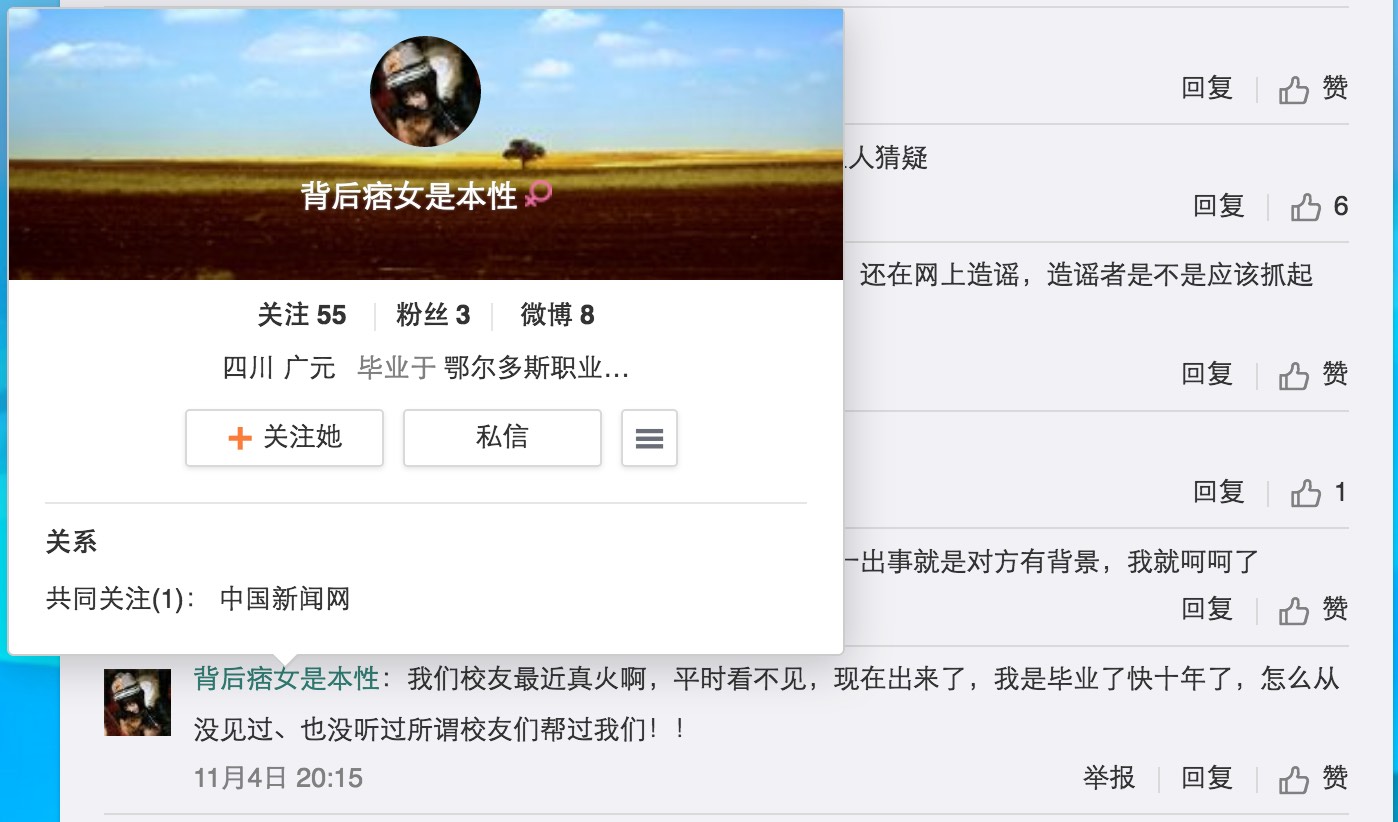 背后痞女是本性
关注 55 粉丝 3 微博 8
四川 广元 毕业于 鄂尔多斯职业...
+ 关注她 私信
关系
共同关注(1): 中国新闻网
回复 赞
人猜疑
回复 6
还在网上造谣，造谣者是不是应该抓起
回复 赞
回复 1
一出事就是对方有背景，我就呵呵了
回复 赞
背后痞女是本性：我们校友最近真火啊，平时看不见，现在出来了，我是毕业了快十年了，怎么从
没见过、也没听过所谓校友们帮过我们！！
11月4日 20:15 举报 回复 赞